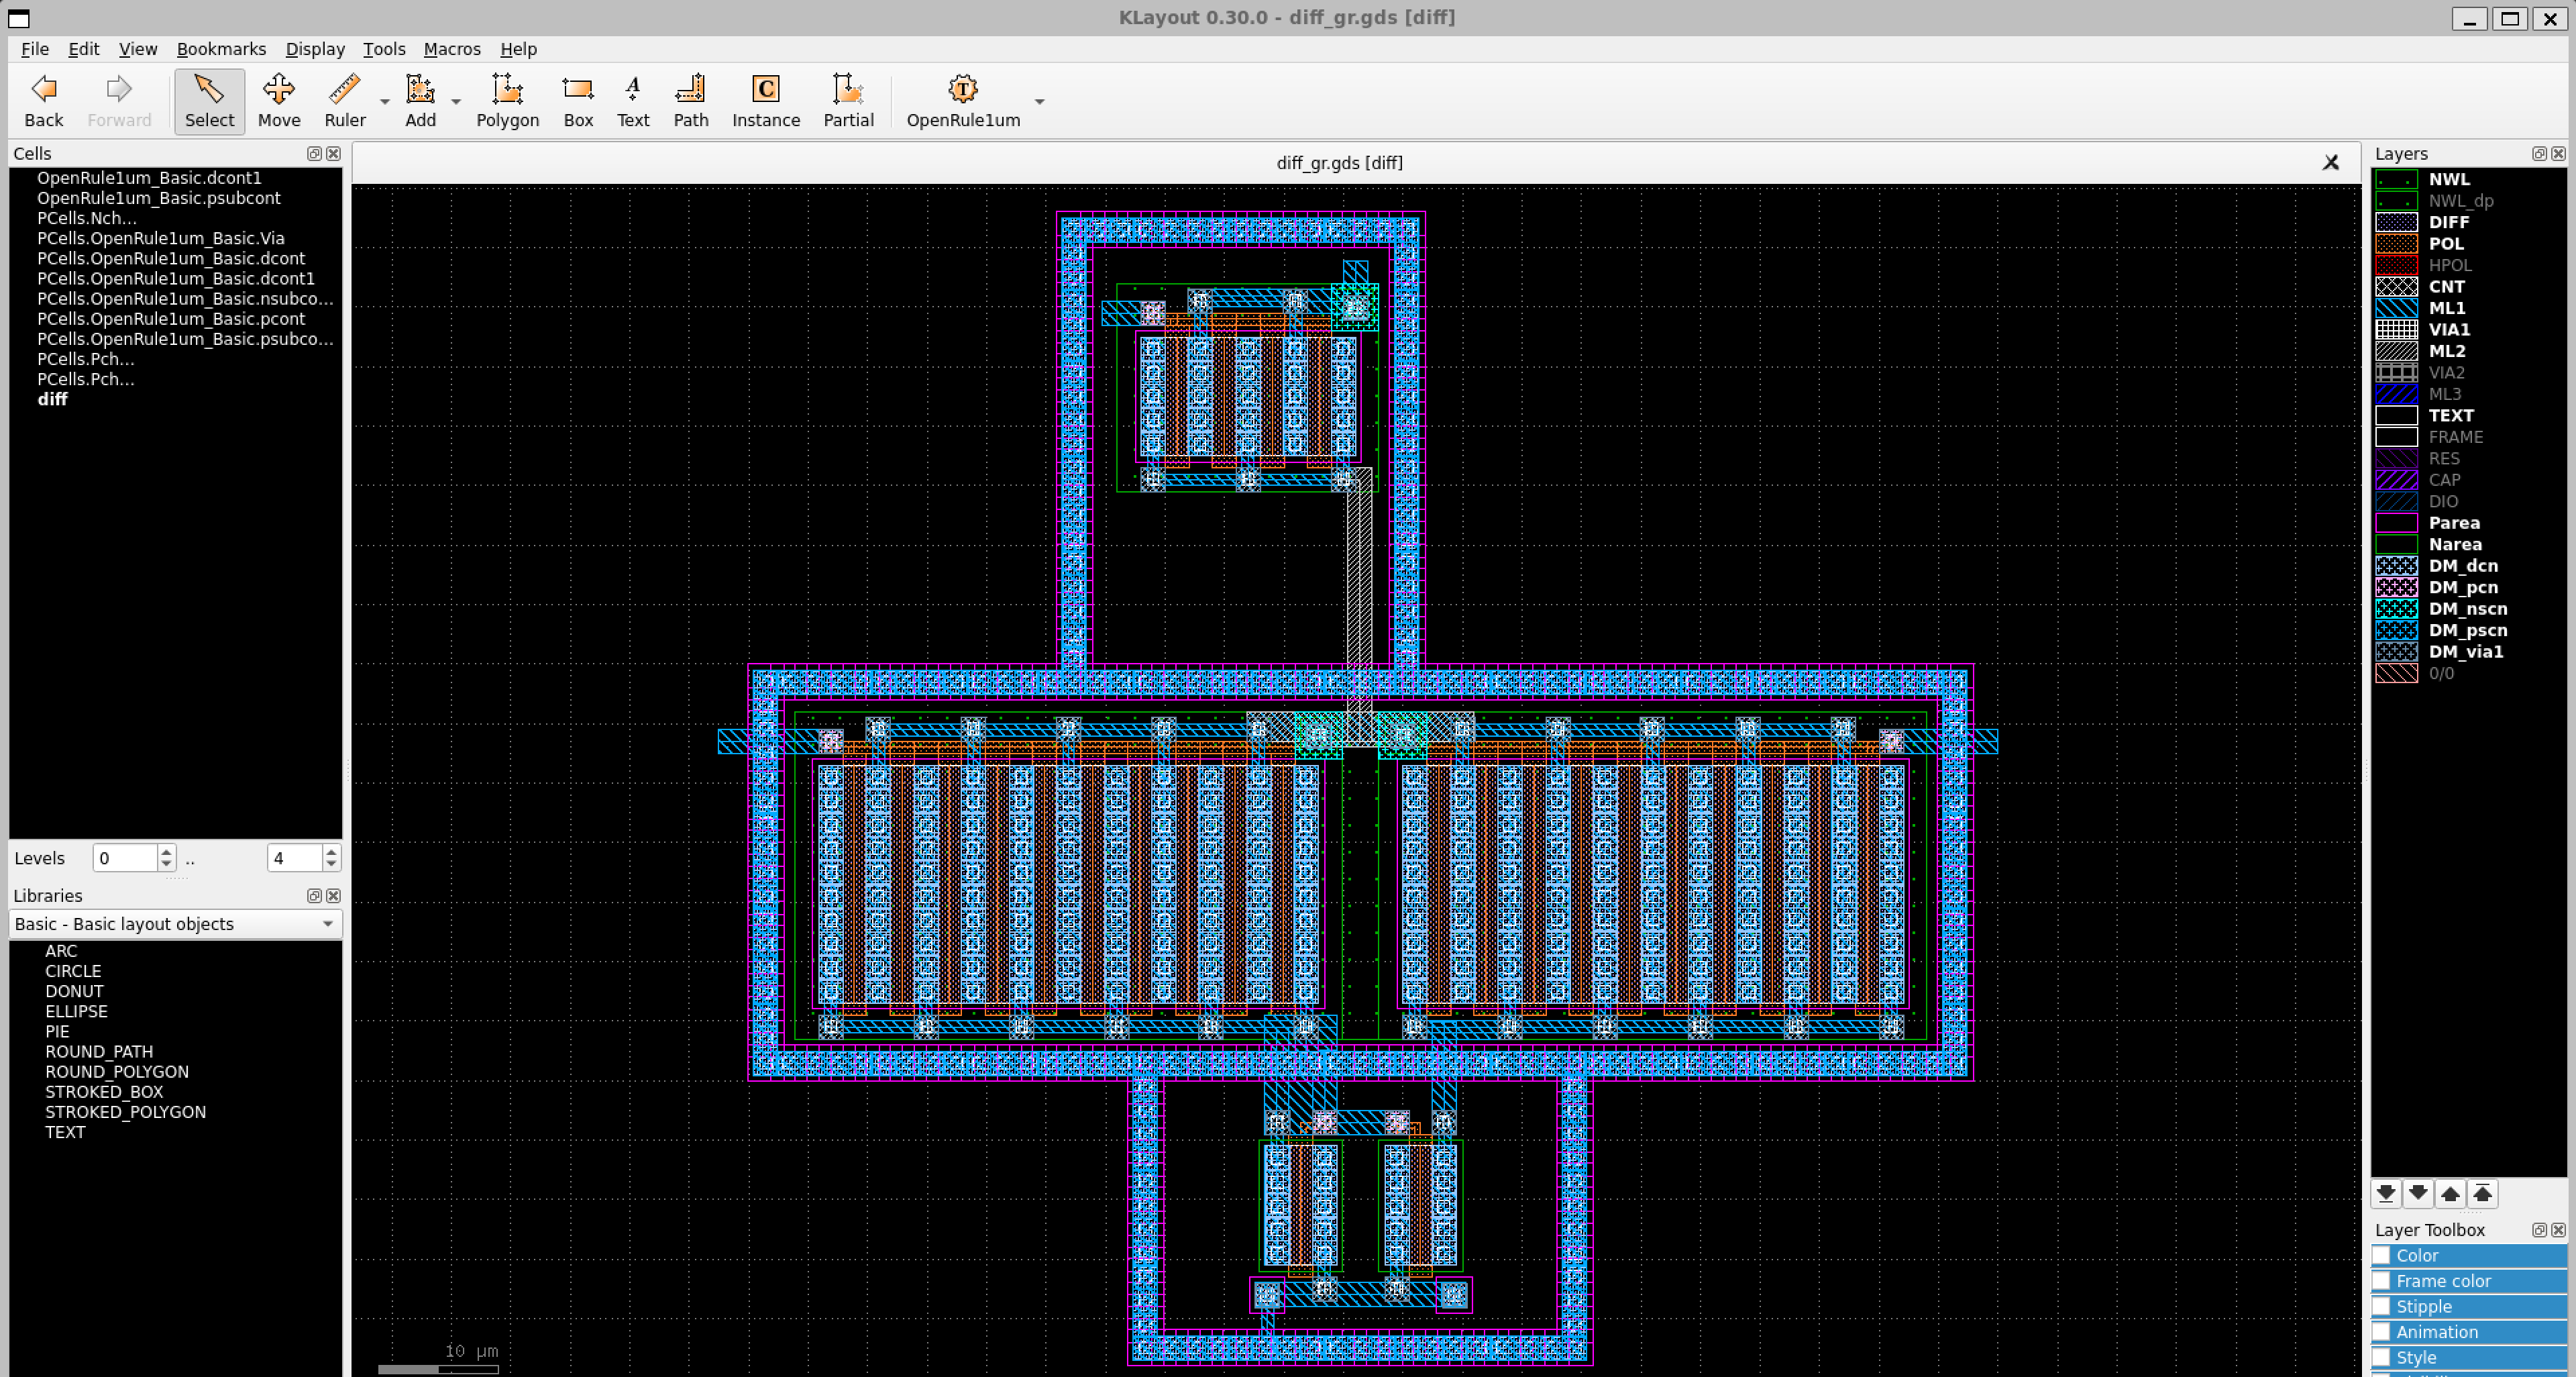 KLayout 0.30.0 - diff_gr.gds [diff]
File Edit View Bookmarks Display Tools Macros Help
Back Forward Select Move Ruler Add Polygon Box Text Path Instance Partial OpenRule1um
Cells
OpenRule1um_Basic.dcont1
OpenRule1um_Basic.psubcont
PCells.Nch...
PCells.OpenRule1um_Basic.Via
PCells.OpenRule1um_Basic.dcont
PCells.OpenRule1um_Basic.dcont1
PCells.OpenRule1um_Basic.nsubco...
PCells.OpenRule1um_Basic.pcont
PCells.OpenRule1um_Basic.psubco...
PCells.Pch...
PCells.Pch...
diff
Levels 0 .. 4
Libraries
Basic - Basic layout objects
ARC
CIRCLE
DONUT
ELLIPSE
PIE
ROUND_PATH
ROUND_POLYGON
STROKED_BOX
STROKED_POLYGON
TEXT
diff_gr.gds [diff]
10 µm
Layers
NWL
NWL_dp
DIFF
POL
HPOL
CNT
ML1
VIA1
ML2
VIA2
ML3
TEXT
FRAME
RES
CAP
DIO
Parea
Narea
DM_dcn
DM_pcn
DM_nscn
DM_pscn
DM_via1
0/0
Layer Toolbox
Color
Frame color
Stipple
Animation
Style